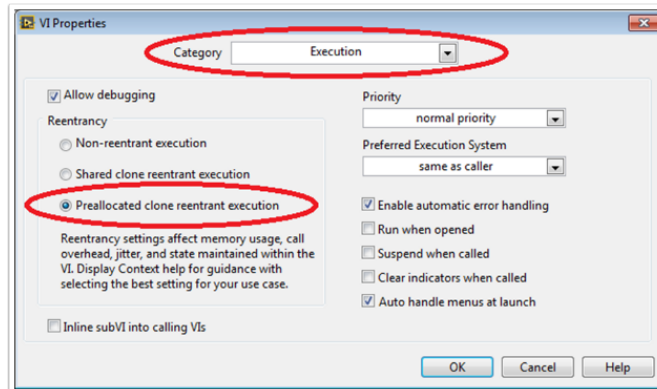 VI Properties
Category Execution
Allow debugging
Reentrancy
Non-reentrant execution
Shared clone reentrant execution
Preallocated clone reentrant execution
Reentrancy settings affect memory usage, call
overhead, jitter, and state maintained within the
VI. Display Context help for guidance with
selecting the best setting for your use case.
Inline subVI into calling VIs
Priority
normal priority
Preferred Execution System
same as caller
Enable automatic error handling
Run when opened
Suspend when called
Clear indicators when called
Auto handle menus at launch
OK Cancel Help